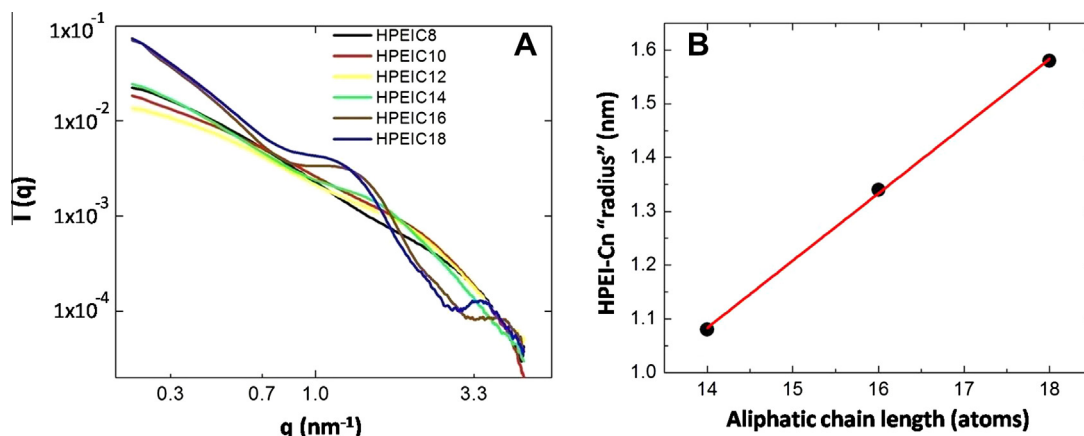 A
HPEIC8
HPEIC10
HPEIC12
HPEIC14
HPEIC16
HPEIC18
I (q)
1x10⁻¹
1x10⁻²
1x10⁻³
1x10⁻⁴
0.3 0.7 1.0 3.3
q (nm⁻¹)
B
HPEI-Cn “radius” (nm)
1.6
1.5
1.4
1.3
1.2
1.1
1.0
14 15 16 17 18
Aliphatic chain length (atoms)